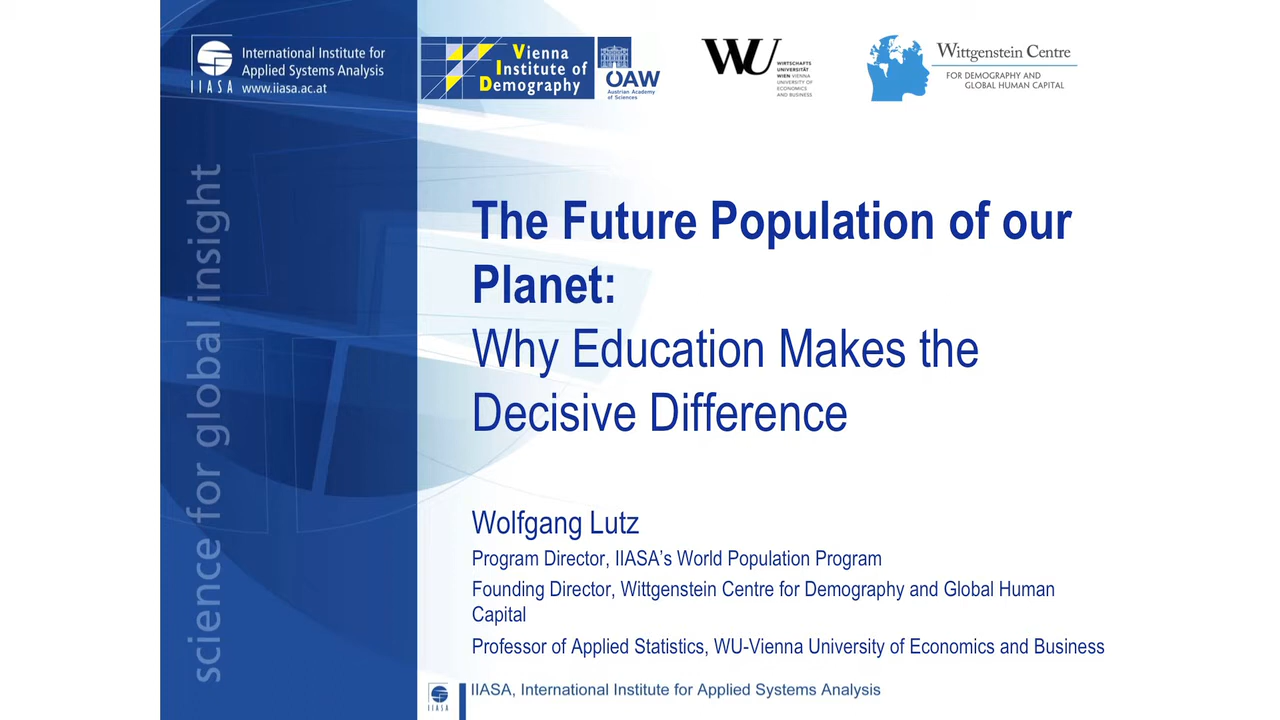 International Institute for
Applied Systems Analysis
IIASA www.iiasa.ac.at
Vienna
Institute of
Demography
ÖAW
Austrian Academy
of Sciences
WU
WIRTSCHAFTS
UNIVERSITÄT
WIEN VIENNA
UNIVERSITY OF
ECONOMICS
AND BUSINESS
Wittgenstein Centre
FOR DEMOGRAPHY AND
GLOBAL HUMAN CAPITAL
science for global insight
The Future Population of our
Planet:
Why Education Makes the
Decisive Difference
Wolfgang Lutz
Program Director, IIASA’s World Population Program
Founding Director, Wittgenstein Centre for Demography and Global Human
Capital
Professor of Applied Statistics, WU-Vienna University of Economics and Business
IIASA
IIASA, International Institute for Applied Systems Analysis